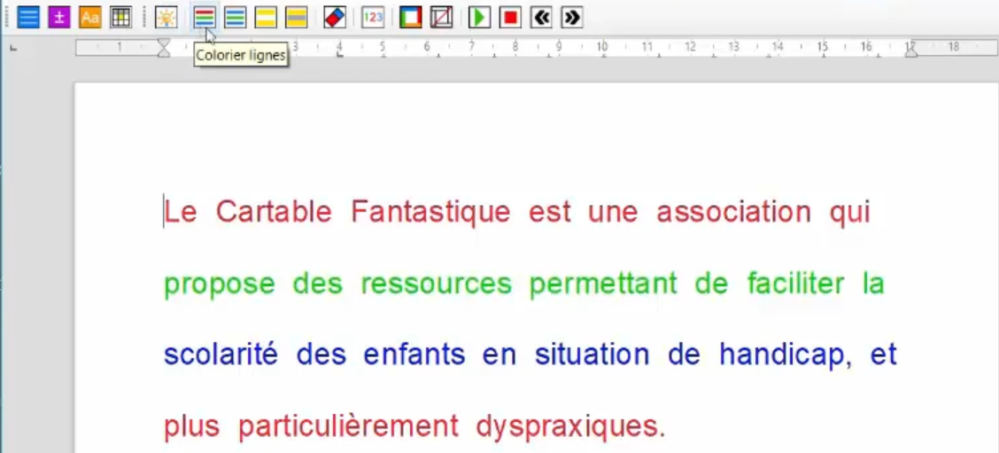 ± Aa 123
1 3 4 5 6 7 8 9 10 11 12 13 14 15 17 18
Colorier lignes
Le Cartable Fantastique est une association qui
propose des ressources permettant de faciliter la
scolarité des enfants en situation de handicap, et
plus particulièrement dyspraxiques.